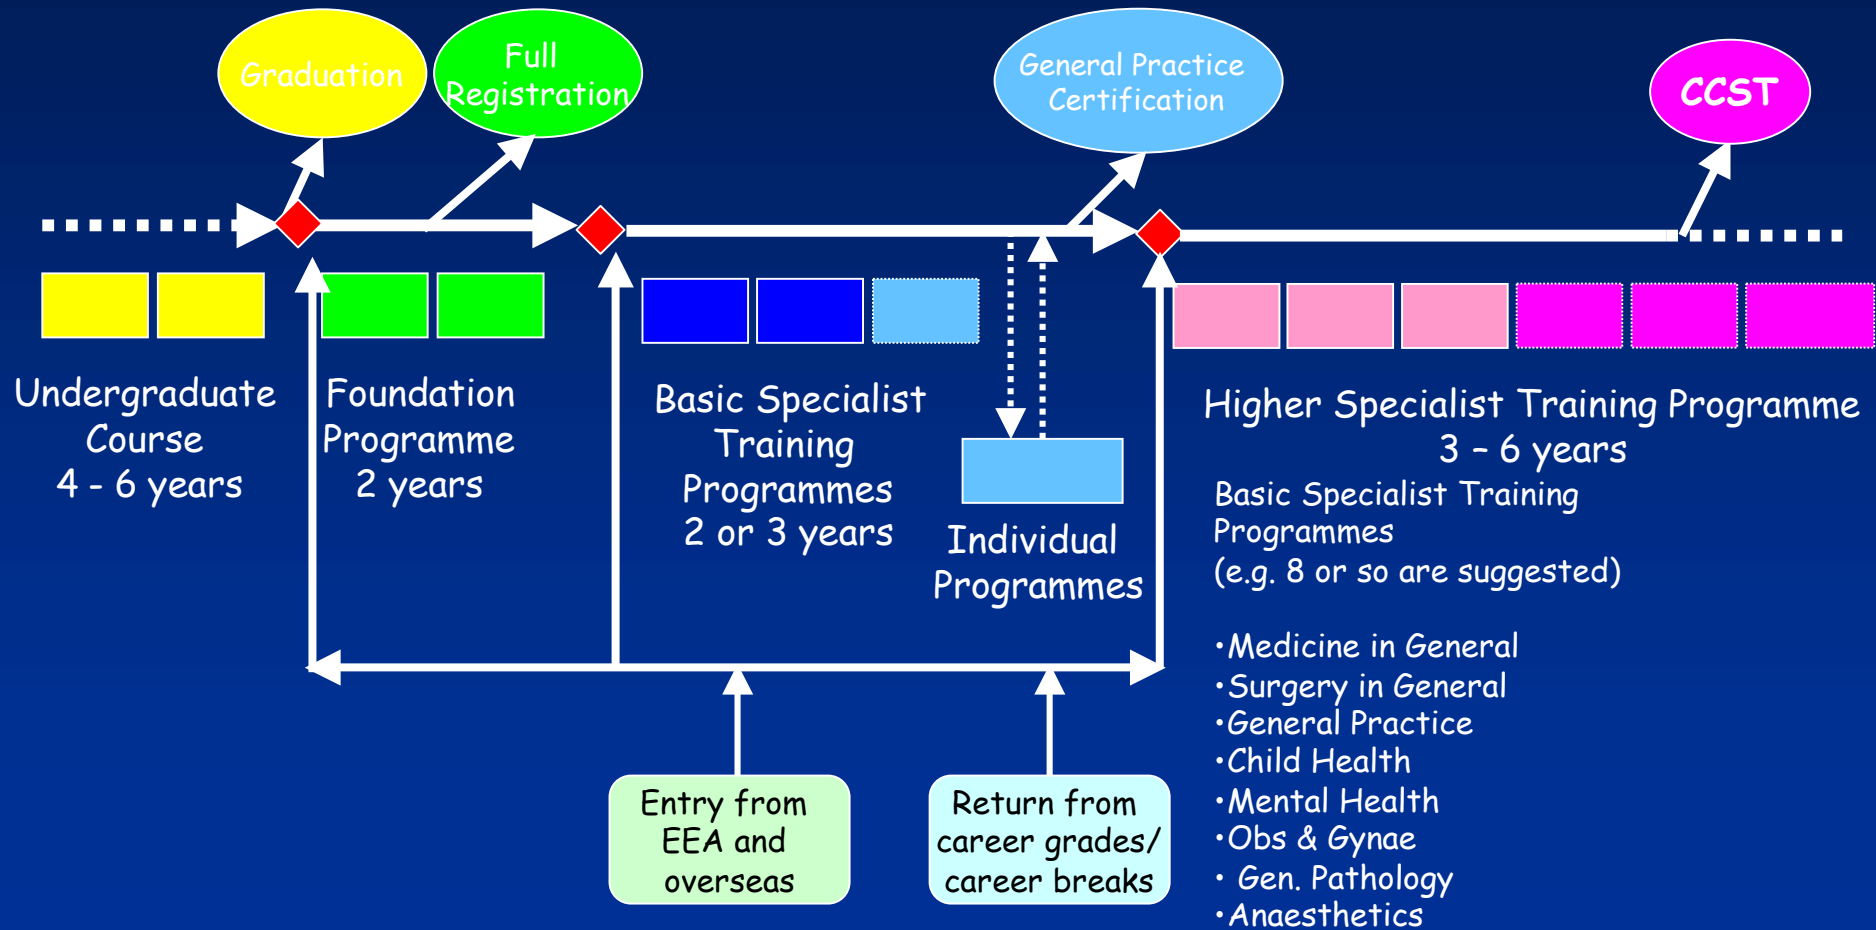 Graduation
Full
Registration
General Practice
Certification
CCST
Undergraduate
Course
4 - 6 years
Foundation
Programme
2 years
Basic Specialist
Training
Programmes
2 or 3 years
Individual
Programmes
Higher Specialist Training Programme
3 – 6 years
Basic Specialist Training
Programmes
(e.g. 8 or so are suggested)
•Medicine in General
•Surgery in General
•General Practice
•Child Health
•Mental Health
•Obs & Gynae
• Gen. Pathology
•Anaesthetics
Entry from
EEA and
overseas
Return from
career grades/
career breaks